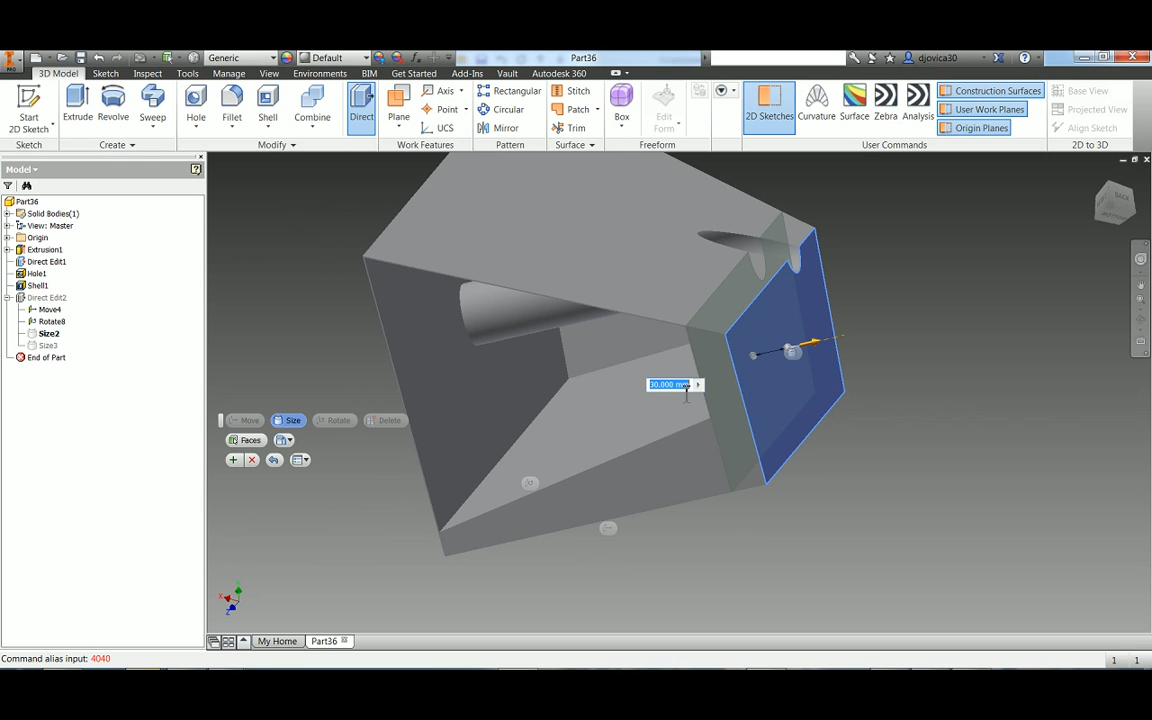 Generic
Default
Part36
djovica30
PRO
3D Model
Sketch
Inspect
Tools
Manage
View
Environments
BIM
Get Started
Add-Ins
Vault
Autodesk 360
Start
2D Sketch
Extrude
Revolve
Sweep
Hole
Fillet
Shell
Combine
Direct
Plane
Axis
Point
UCS
Rectangular
Circular
Mirror
Stitch
Patch
Trim
Box
Edit
Form
2D Sketches
Curvature
Surface
Zebra
Analysis
Construction Surfaces
User Work Planes
Origin Planes
Base View
Projected View
Align Sketch
Sketch
Create
Modify
Work Features
Pattern
Surface
Freeform
User Commands
2D to 3D
Model
Part36
Solid Bodies(1)
View: Master
Origin
Extrusion1
Direct Edit1
Hole1
Shell1
Direct Edit2
Move4
Rotate8
Size2
Size3
End of Part
BACK
30.000
Move
Size
Rotate
Delete
Faces
X
Y
Z
My Home
Part36
Command alias input: 4040
1
1